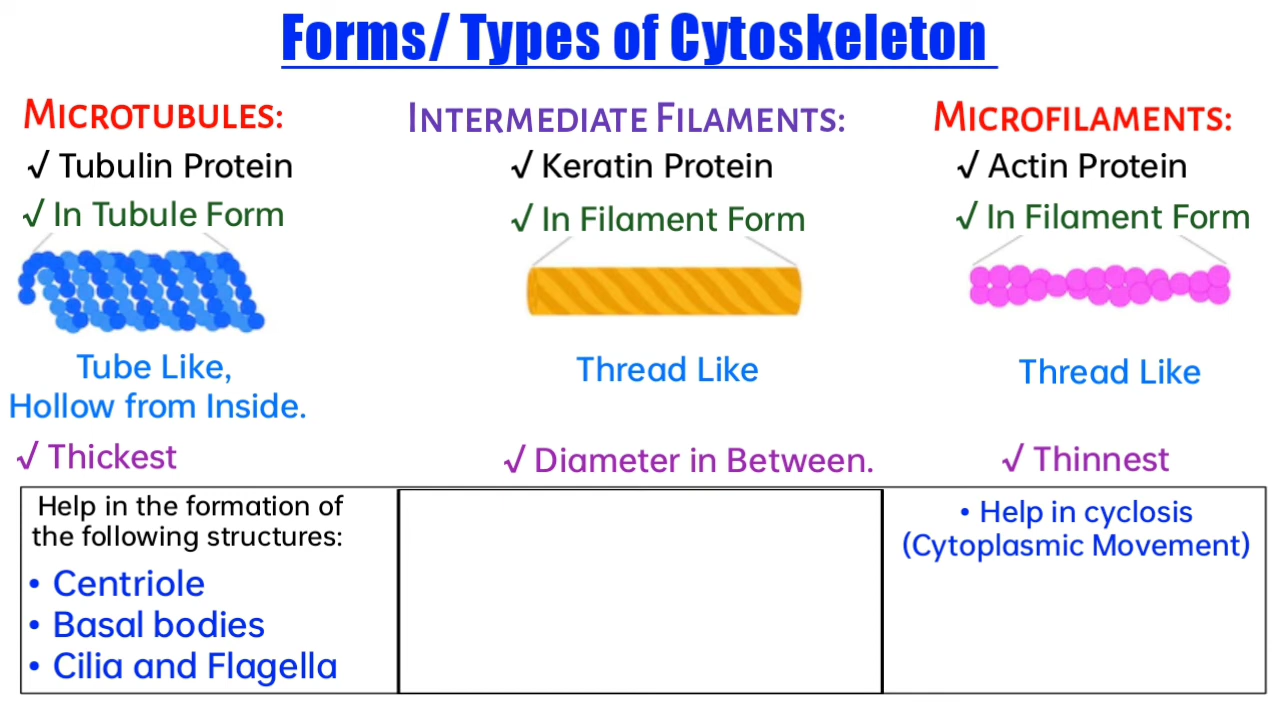 Forms/ Types of Cytoskeleton
MICROTUBULES:
√ Tubulin Protein
√ In Tubule Form
Tube Like,
Hollow from Inside.
√ Thickest
Help in the formation of
the following structures:
• Centriole
• Basal bodies
• Cilia and Flagella
INTERMEDIATE FILAMENTS:
√ Keratin Protein
√ In Filament Form
Thread Like
√ Diameter in Between.
MICROFILAMENTS:
√ Actin Protein
√ In Filament Form
Thread Like
√ Thinnest
• Help in cyclosis
(Cytoplasmic Movement)